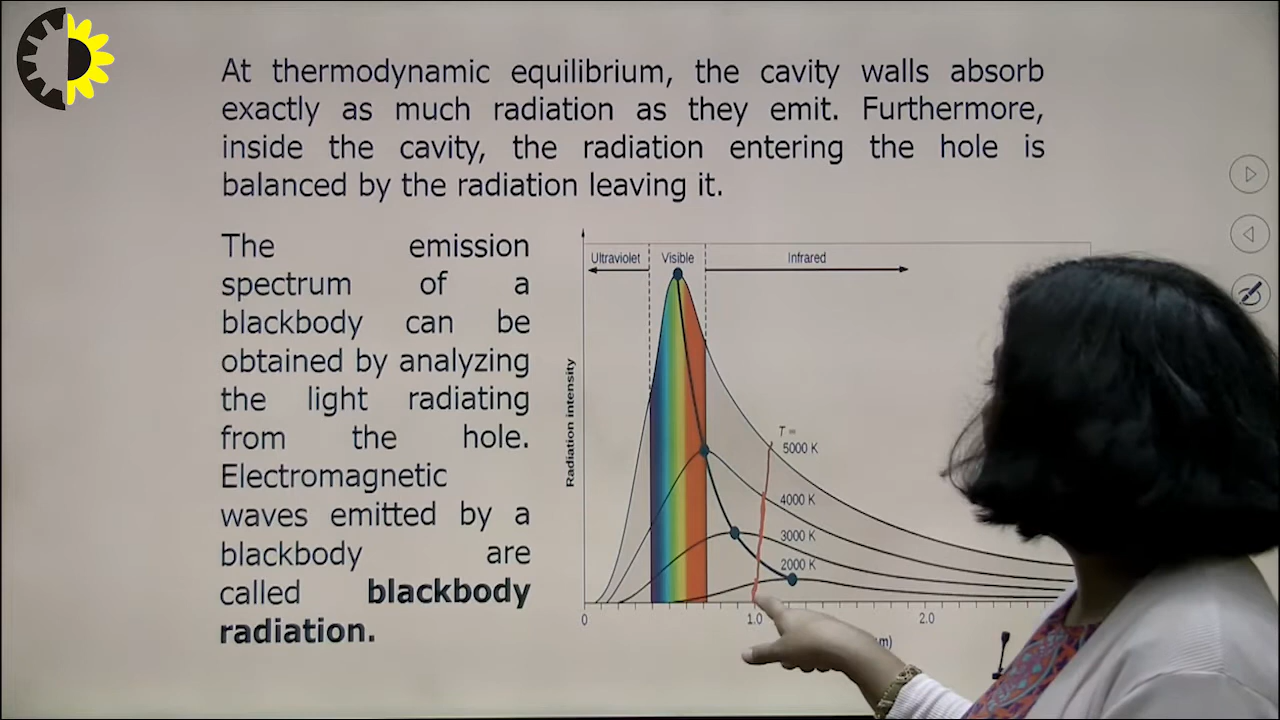 At thermodynamic equilibrium, the cavity walls absorb
exactly as much radiation as they emit. Furthermore,
inside the cavity, the radiation entering the hole is
balanced by the radiation leaving it.
The emission
spectrum of a
blackbody can be
obtained by analyzing
the light radiating
from the hole.
Electromagnetic
waves emitted by a
blackbody are
called blackbody
radiation.
Ultraviolet
Visible
Infrared
Radiation intensity
T =
5000 K
4000 K
3000 K
2000 K
0
1.0
2.0
m)